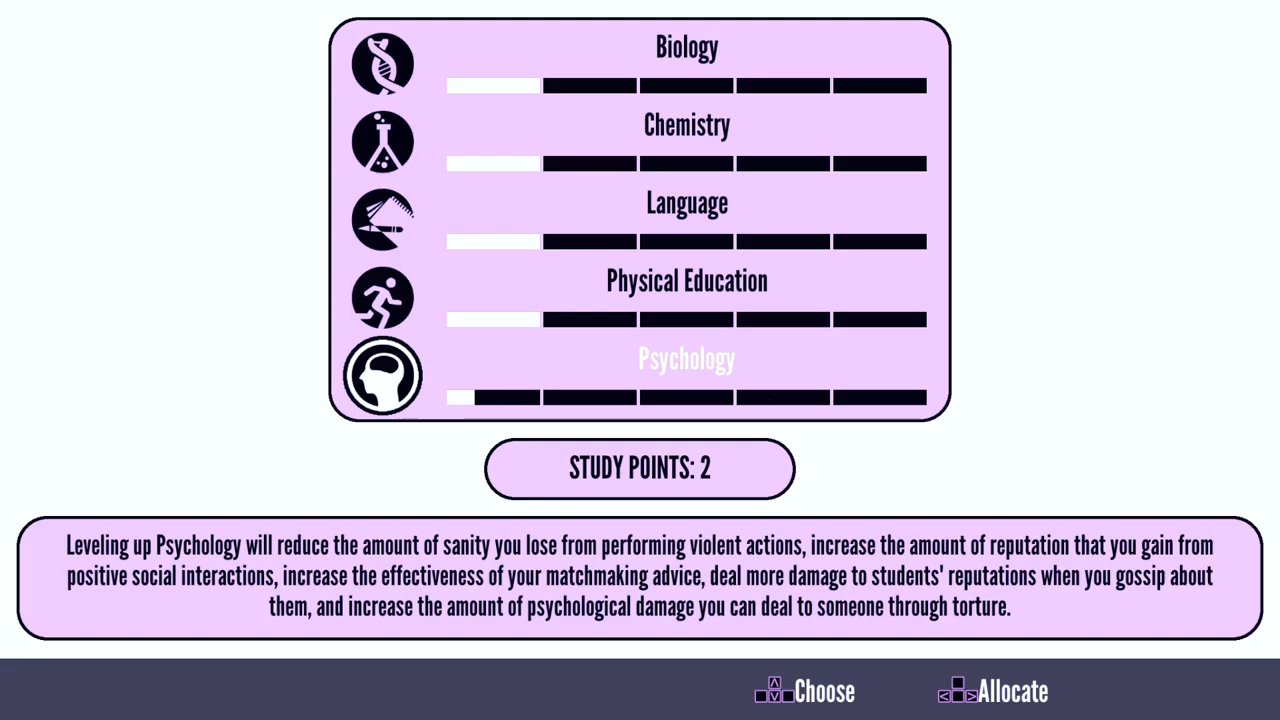 Biology
Chemistry
Language
Physical Education
Psychology
STUDY POINTS: 2
Leveling up Psychology will reduce the amount of sanity you lose from performing violent actions, increase the amount of reputation that you gain from
positive social interactions, increase the effectiveness of your matchmaking advice, deal more damage to students' reputations when you gossip about
them, and increase the amount of psychological damage you can deal to someone through torture.
Choose
Allocate